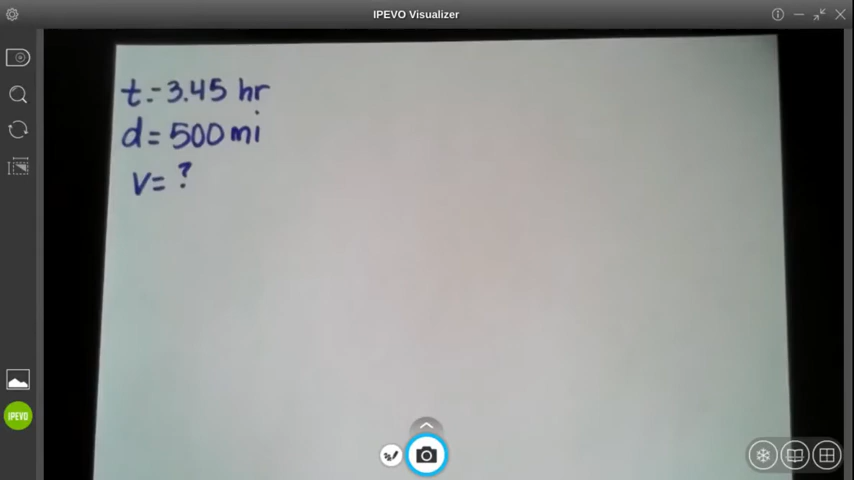 IPEVO Visualizer
t = 3.45 hr
d = 500 mi
v = ?
IPEVO